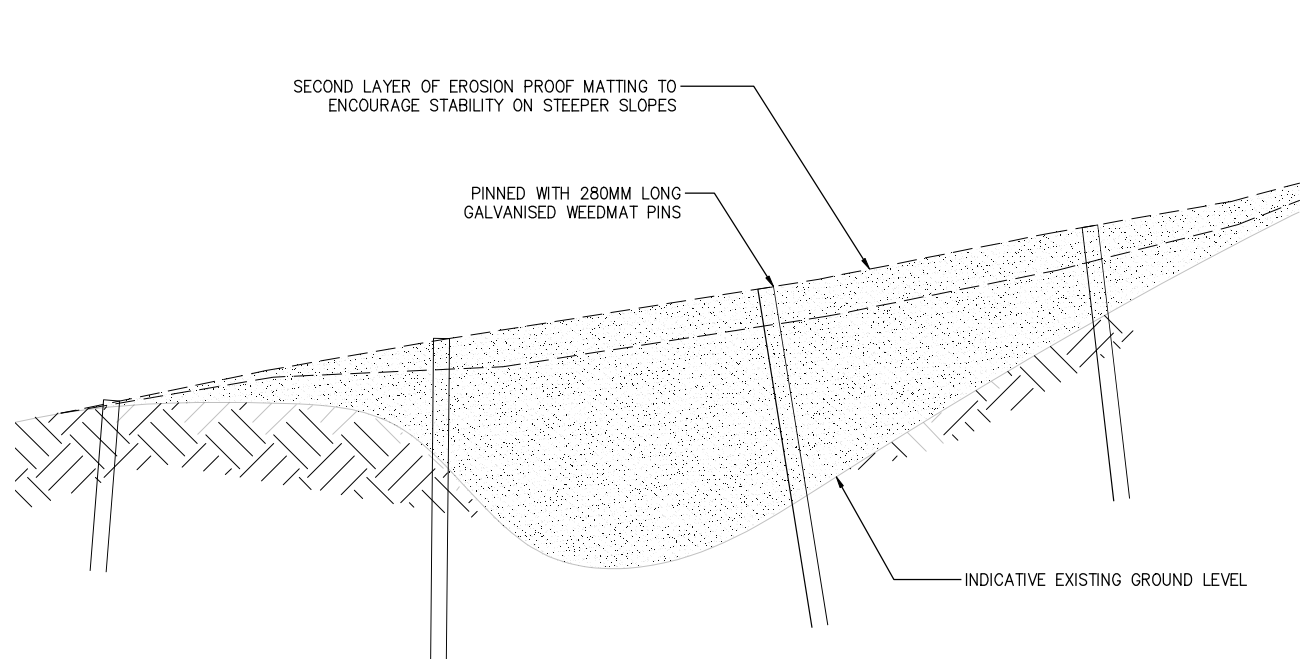 SECOND LAYER OF EROSION PROOF MATTING TO
ENCOURAGE STABILITY ON STEEPER SLOPES
PINNED WITH 280MM LONG
GALVANISED WEEDMAT PINS
INDICATIVE EXISTING GROUND LEVEL